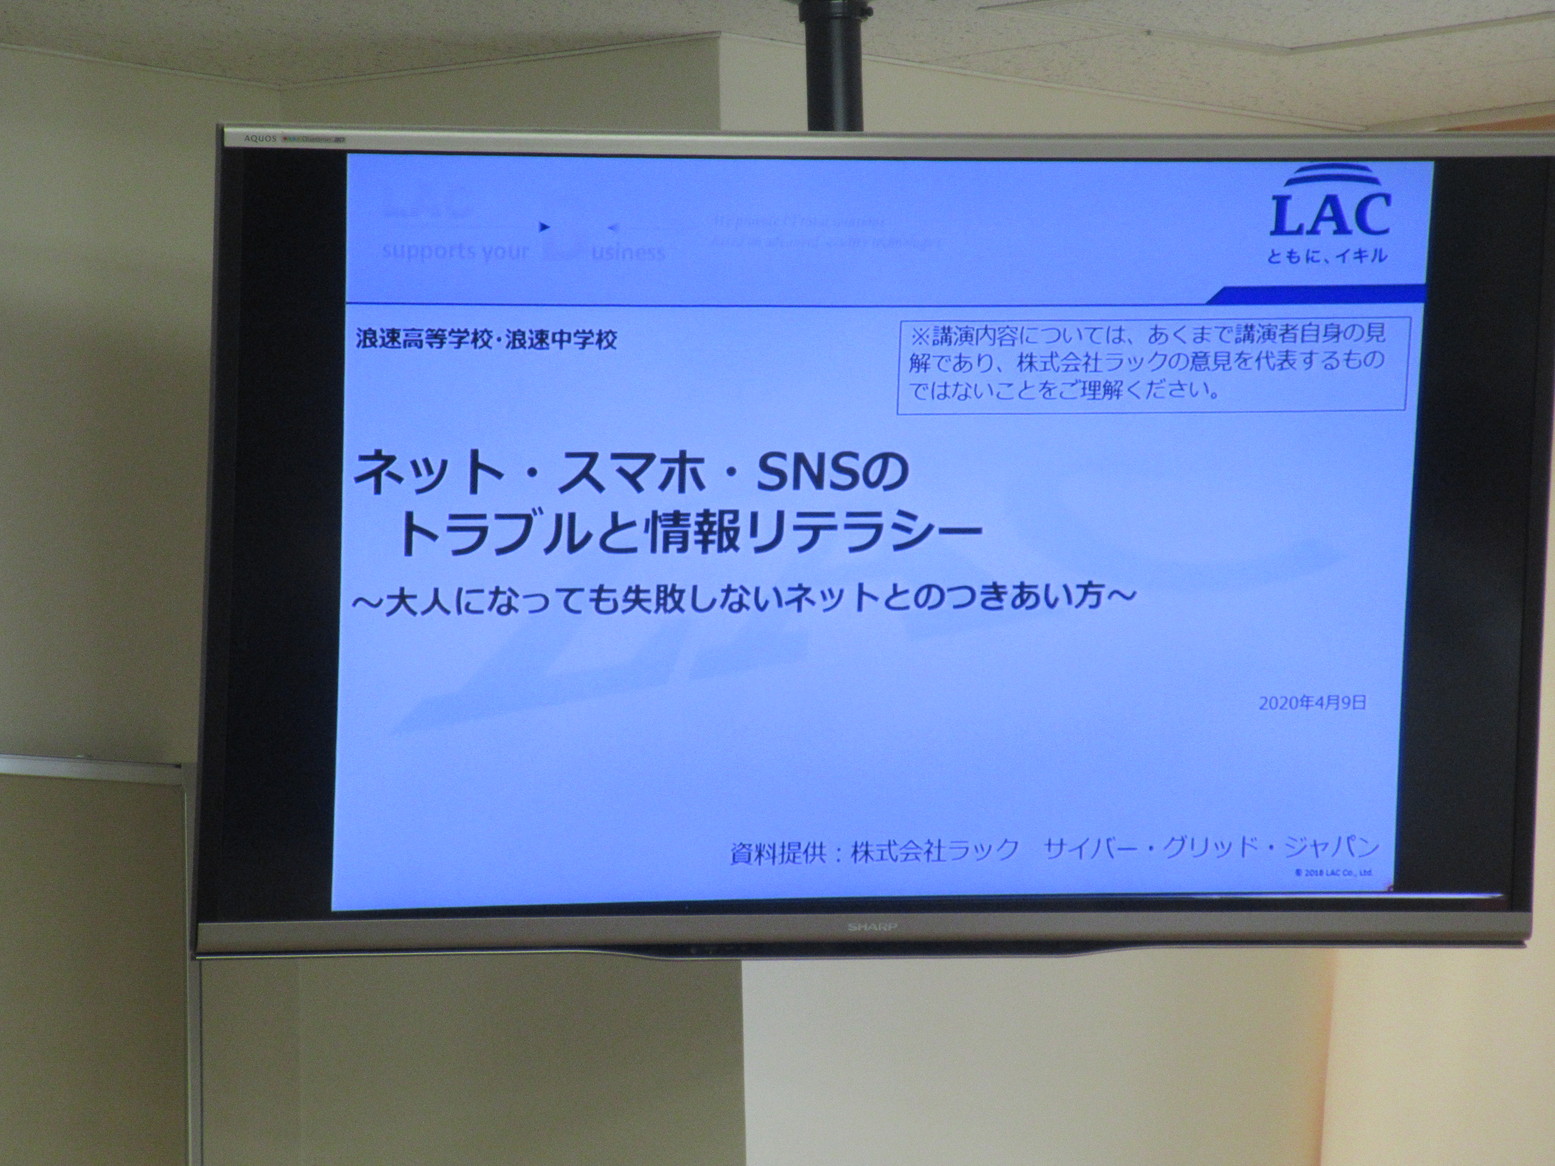 AQUOS
LAC
supports your
usiness
LAC
ともに、イキル
浪速高等学校・浪速中学校
※講演内容については、あくまで講演者自身の見
解であり、株式会社ラックの意見を代表するもの
ではないことをご理解ください。
ネット・スマホ・SNSの
トラブルと情報リテラシー
～大人になっても失敗しないネットとのつきあい方～
2020年4月9日
資料提供：株式会社ラック　サイバー・グリッド・ジャパン
© 2018 LAC Co., Ltd.
SHARP